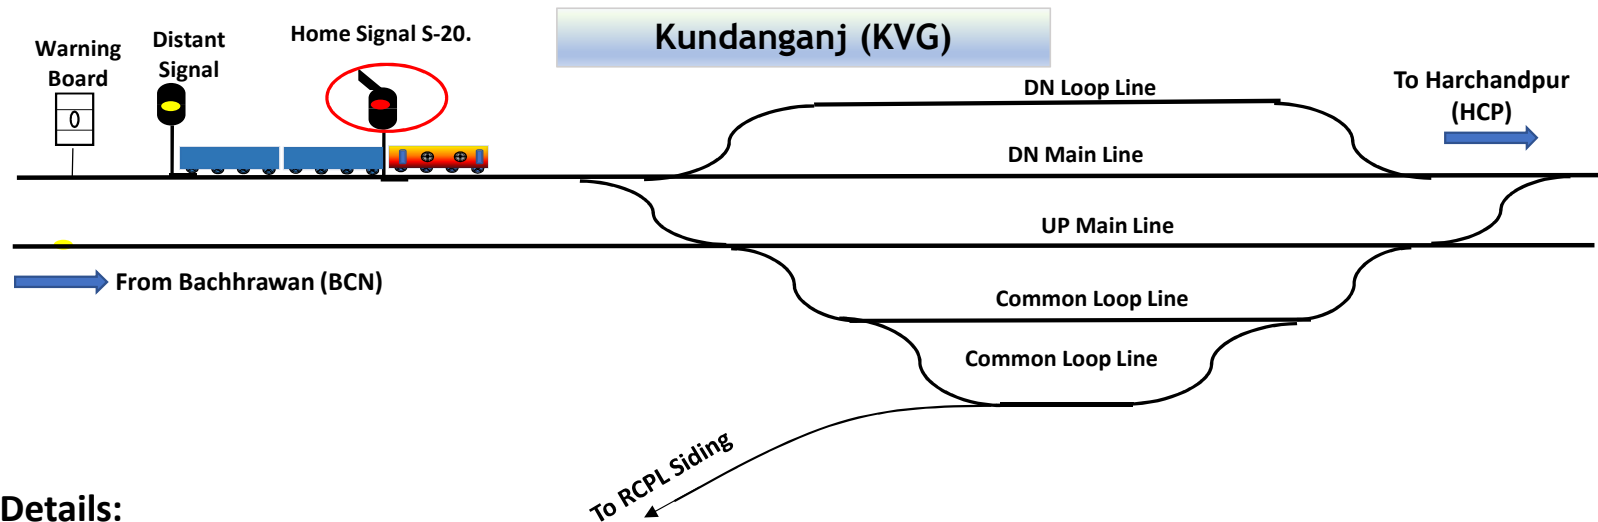 Kundanganj (KVG)
Warning
Board
Distant
Signal
Home Signal S-20.
0
DN Loop Line
To Harchandpur
(HCP)
DN Main Line
UP Main Line
From Bachhrawan (BCN)
Common Loop Line
Common Loop Line
To RCPL Siding
Details: